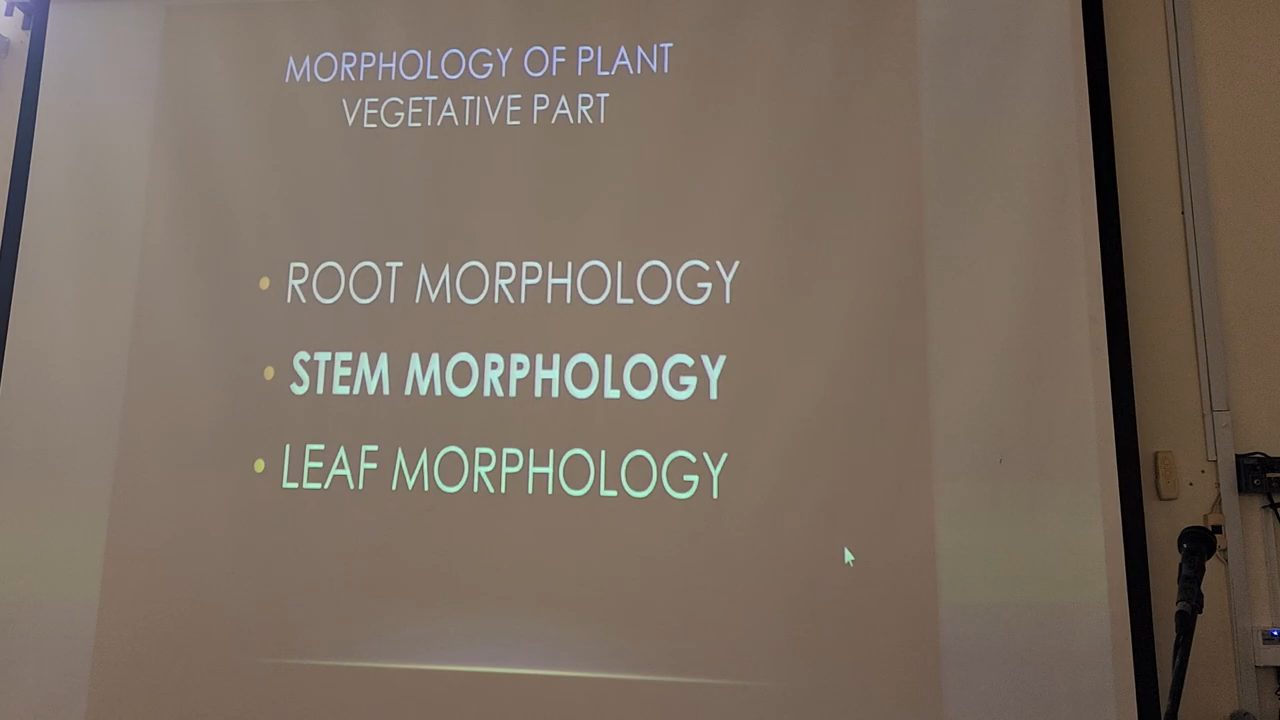 MORPHOLOGY OF PLANT
VEGETATIVE PART
• ROOT MORPHOLOGY
• STEM MORPHOLOGY
• LEAF MORPHOLOGY